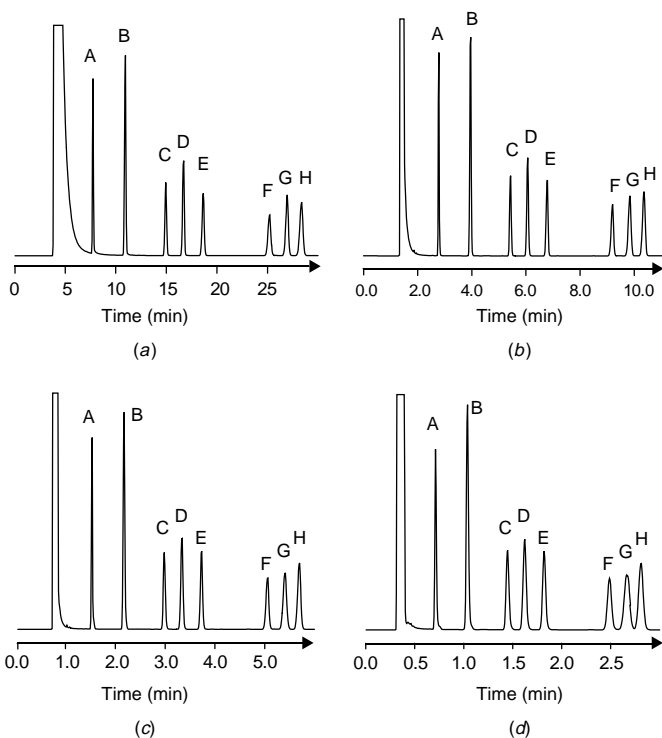 A
B
C
D
E
F
G
H
0 5 10 15 20 25
Time (min)
(a)
A
B
C
D
E
F
G
H
0.0 2.0 4.0 6.0 8.0 10.0
Time (min)
(b)
A
B
C
D
E
F
G
H
0.0 1.0 2.0 3.0 4.0 5.0
Time (min)
(c)
A
B
C
D
E
F
G
H
0.0 0.5 1.0 1.5 2.0 2.5
Time (min)
(d)